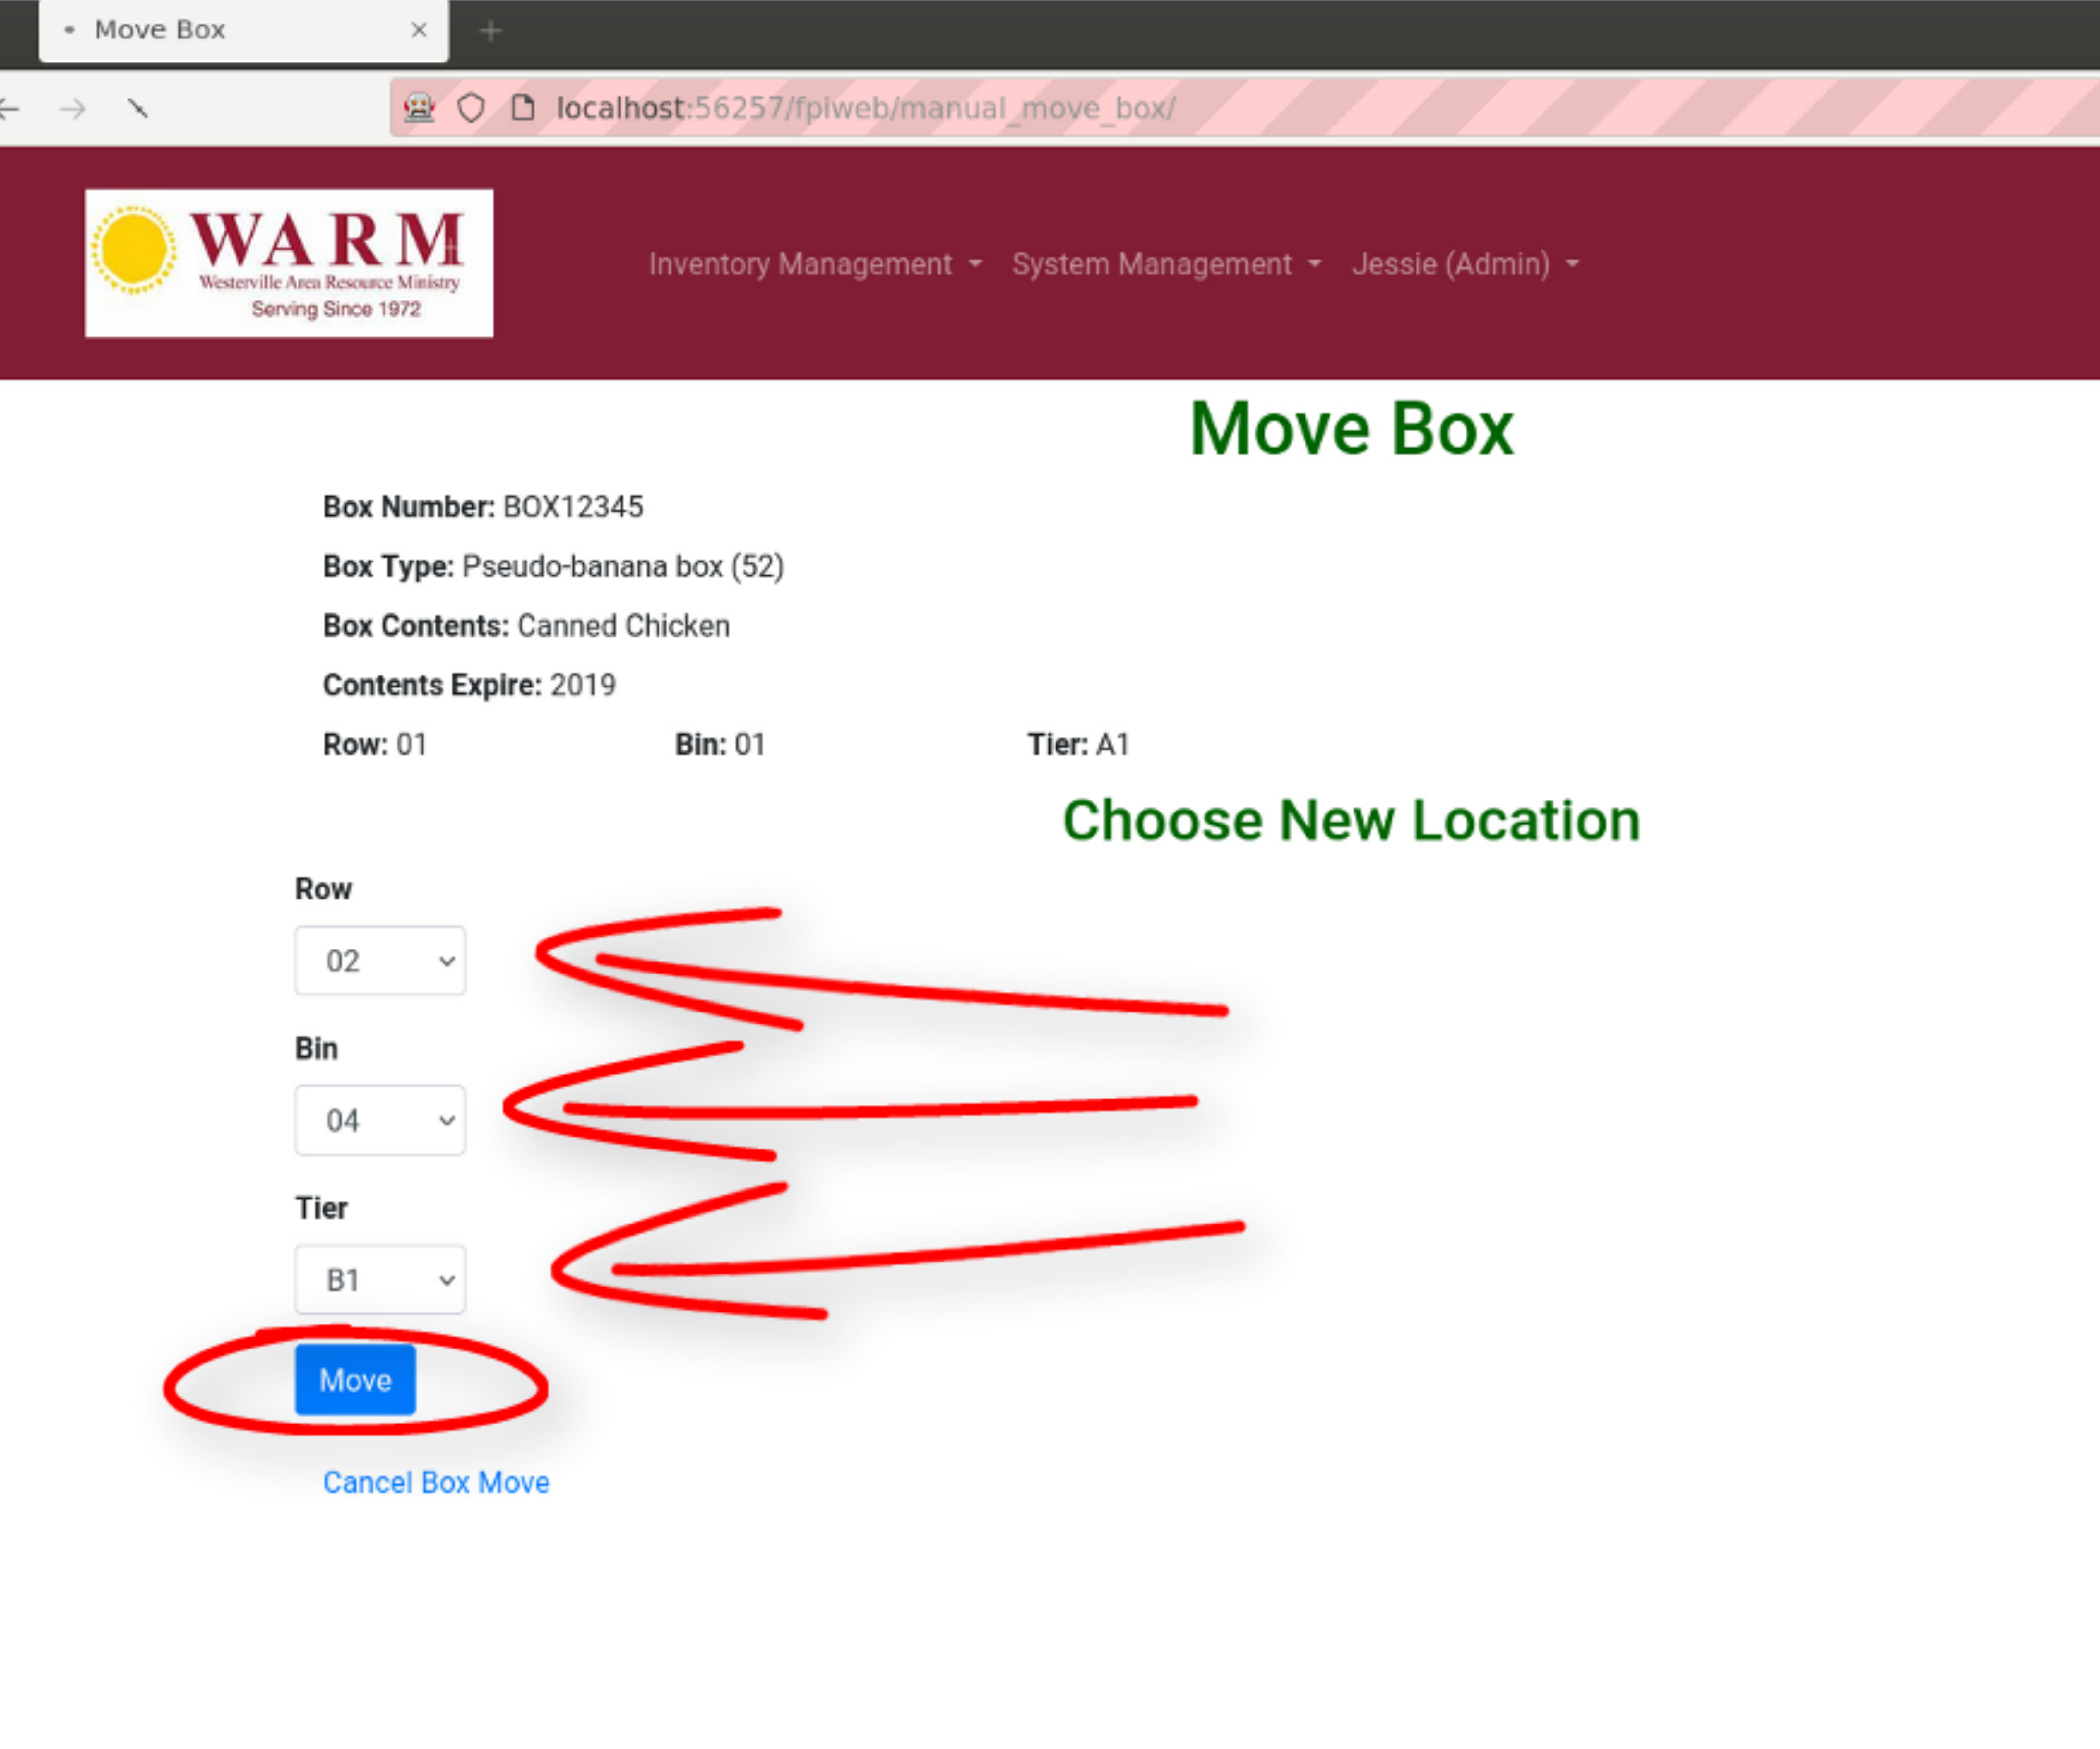 Move Box
localhost:56257/fpiweb/manual_move_box/
WARM
Westerville Area Resource Ministry
Serving Since 1972
Inventory Management System Management Jessie (Admin)
Move Box
Box Number: BOX12345
Box Type: Pseudo-banana box (52)
Box Contents: Canned Chicken
Contents Expire: 2019
Row: 01 Bin: 01 Tier: A1
Choose New Location
Row
02
Bin
04
Tier
B1
Move
Cancel Box Move